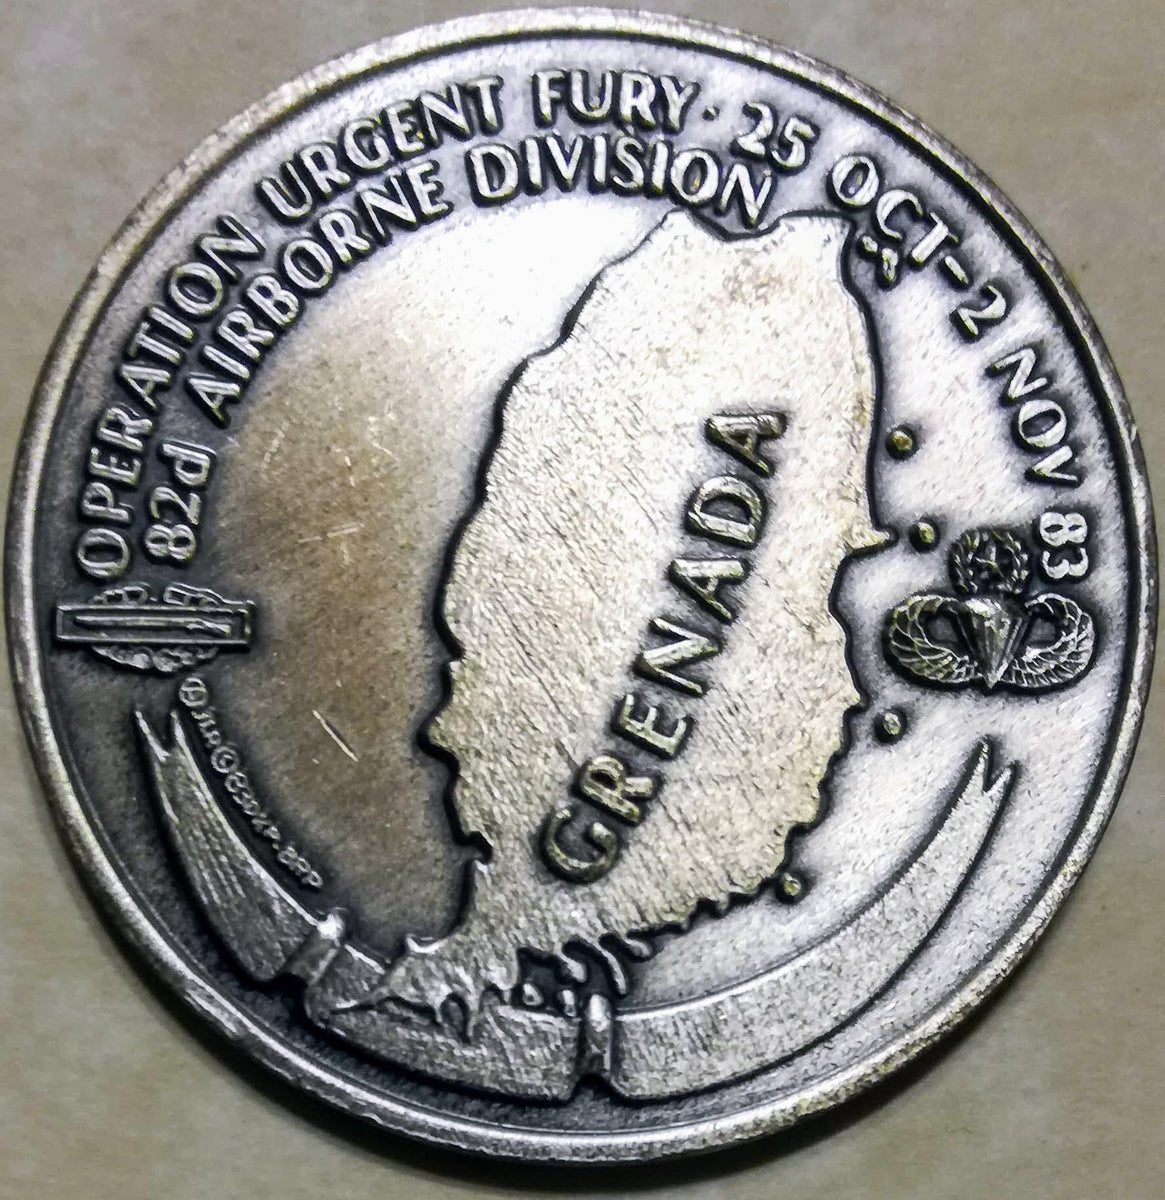 OPERATION URGENT FURY · 25 OCT-2 NOV 83
82d AIRBORNE DIVISION
GRENADA